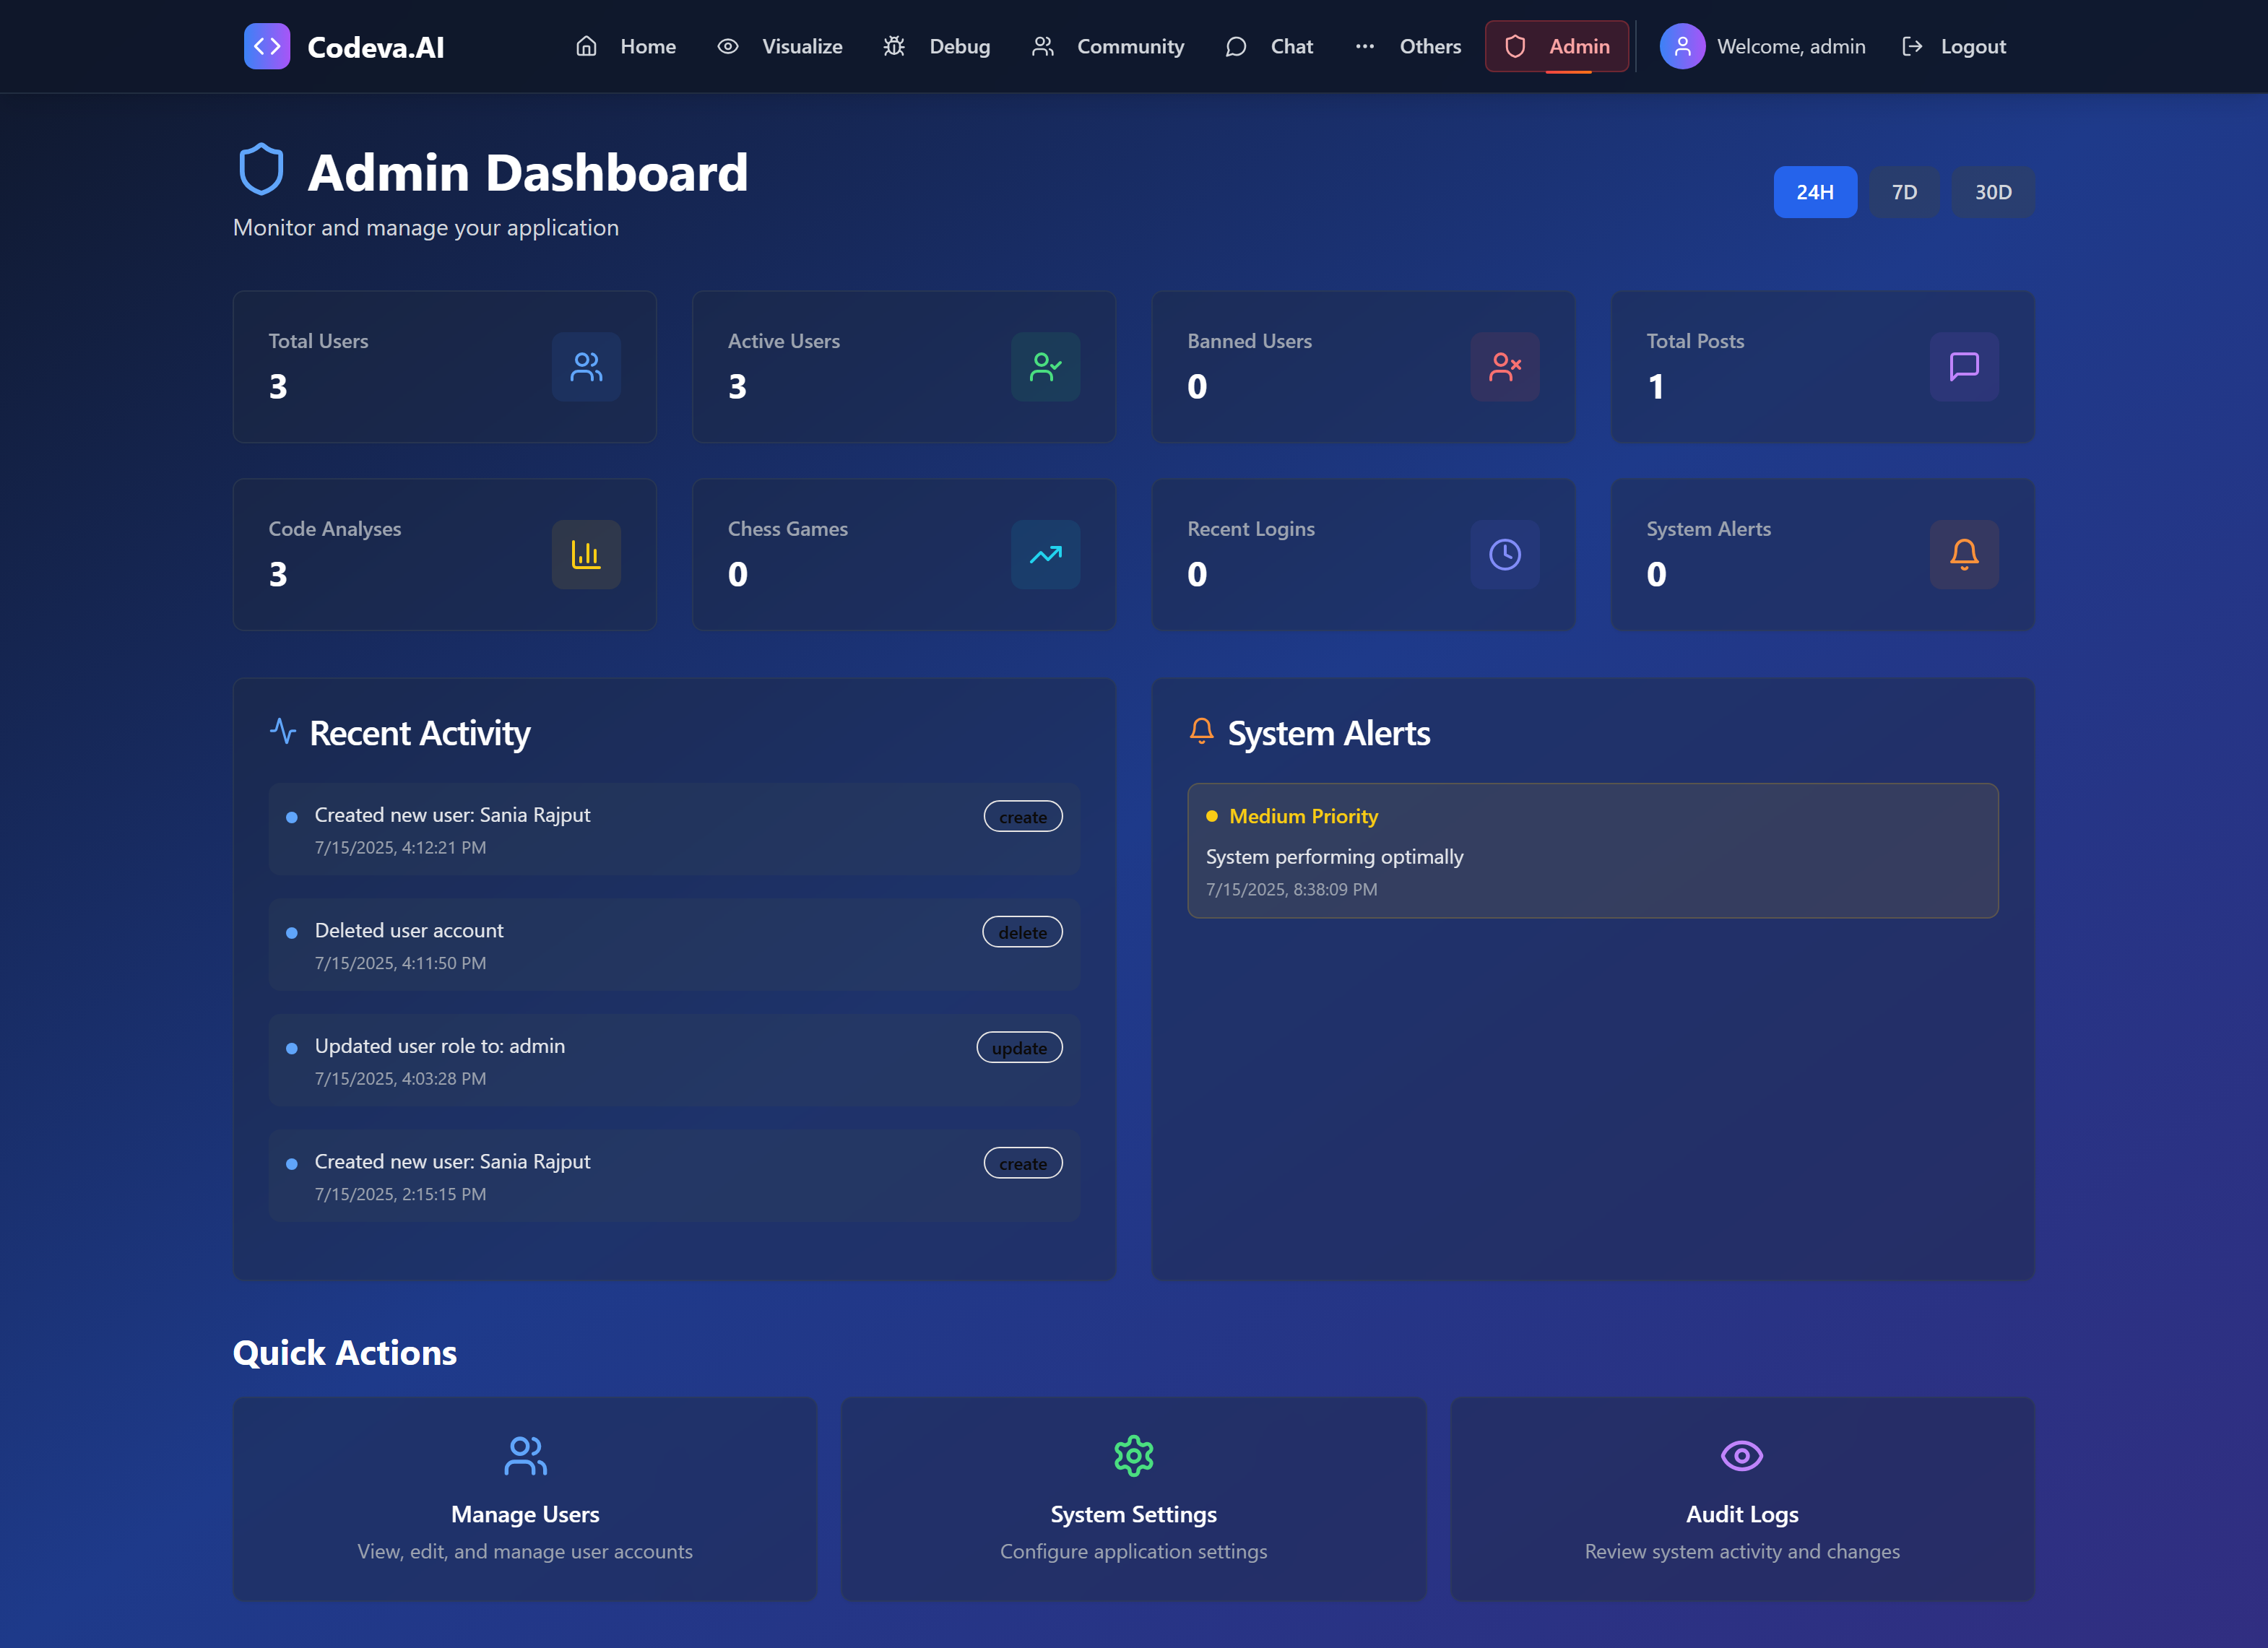 Codeva.AI
Home
Visualize
Debug
Community
Chat
Others
Admin
Welcome, admin
Logout
Admin Dashboard
Monitor and manage your application
24H
7D
30D
Total Users
3
Active Users
3
Banned Users
0
Total Posts
1
Code Analyses
3
Chess Games
0
Recent Logins
0
System Alerts
0
Recent Activity
Created new user: Sania Rajput
create
7/15/2025, 4:12:21 PM
Deleted user account
delete
7/15/2025, 4:11:50 PM
Updated user role to: admin
update
7/15/2025, 4:03:28 PM
Created new user: Sania Rajput
create
7/15/2025, 2:15:15 PM
System Alerts
Medium Priority
System performing optimally
7/15/2025, 8:38:09 PM
Quick Actions
Manage Users
View, edit, and manage user accounts
System Settings
Configure application settings
Audit Logs
Review system activity and changes